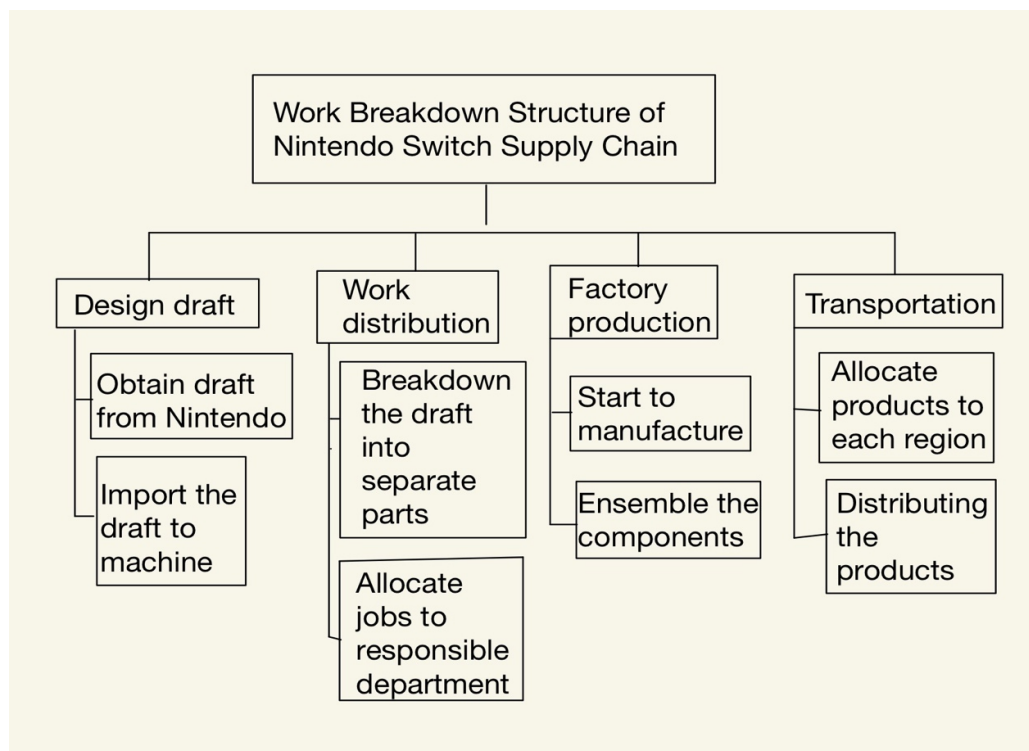 Work Breakdown Structure of
Nintendo Switch Supply Chain
Design draft
Obtain draft
from Nintendo
Import the
draft to
machine
Work
distribution
Breakdown
the draft
into
separate
parts
Allocate
jobs to
responsible
department
Factory
production
Start to
manufacture
Ensemble the
components
Transportation
Allocate
products to
each region
Distributing
the
products